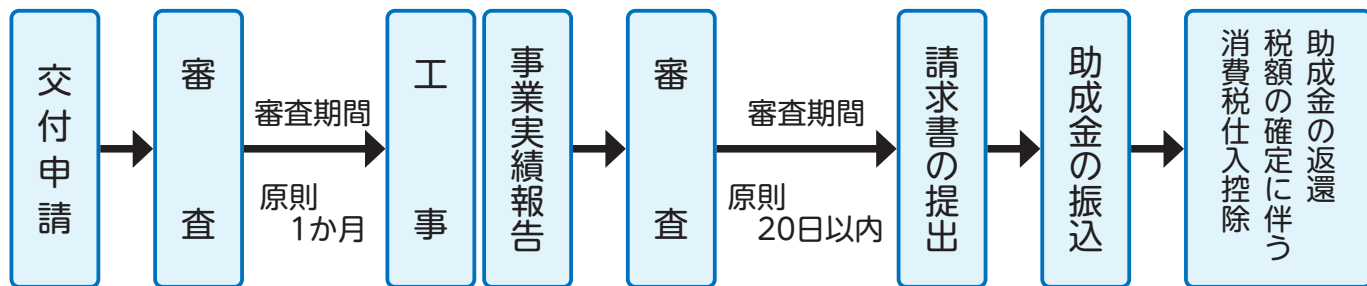 交付申請
審査
審査期間
原則
1か月
工事
事業実績報告
審査
審査期間
原則
20日以内
請求書の提出
助成金の振込
助成金の返還
税額の確定に伴う
消費税仕入控除